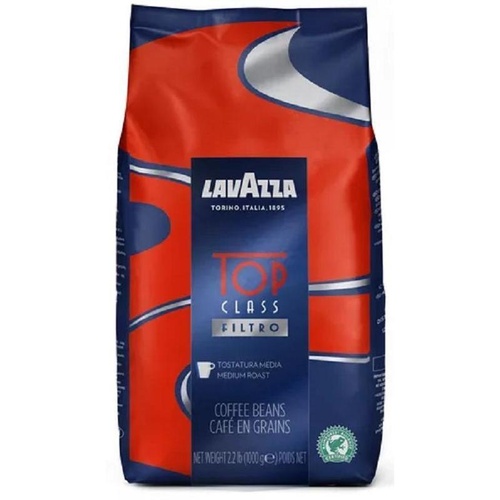 LAVAZZA
TORINO, ITALIA, 1895
TOP
CLASS
FILTRO
TOSTATURA MEDIA
MEDIUM ROAST
COFFEE BEANS
CAFÉ EN GRAINS
NET WEIGHT 2.2 lb (1000 g e) POIDS NET